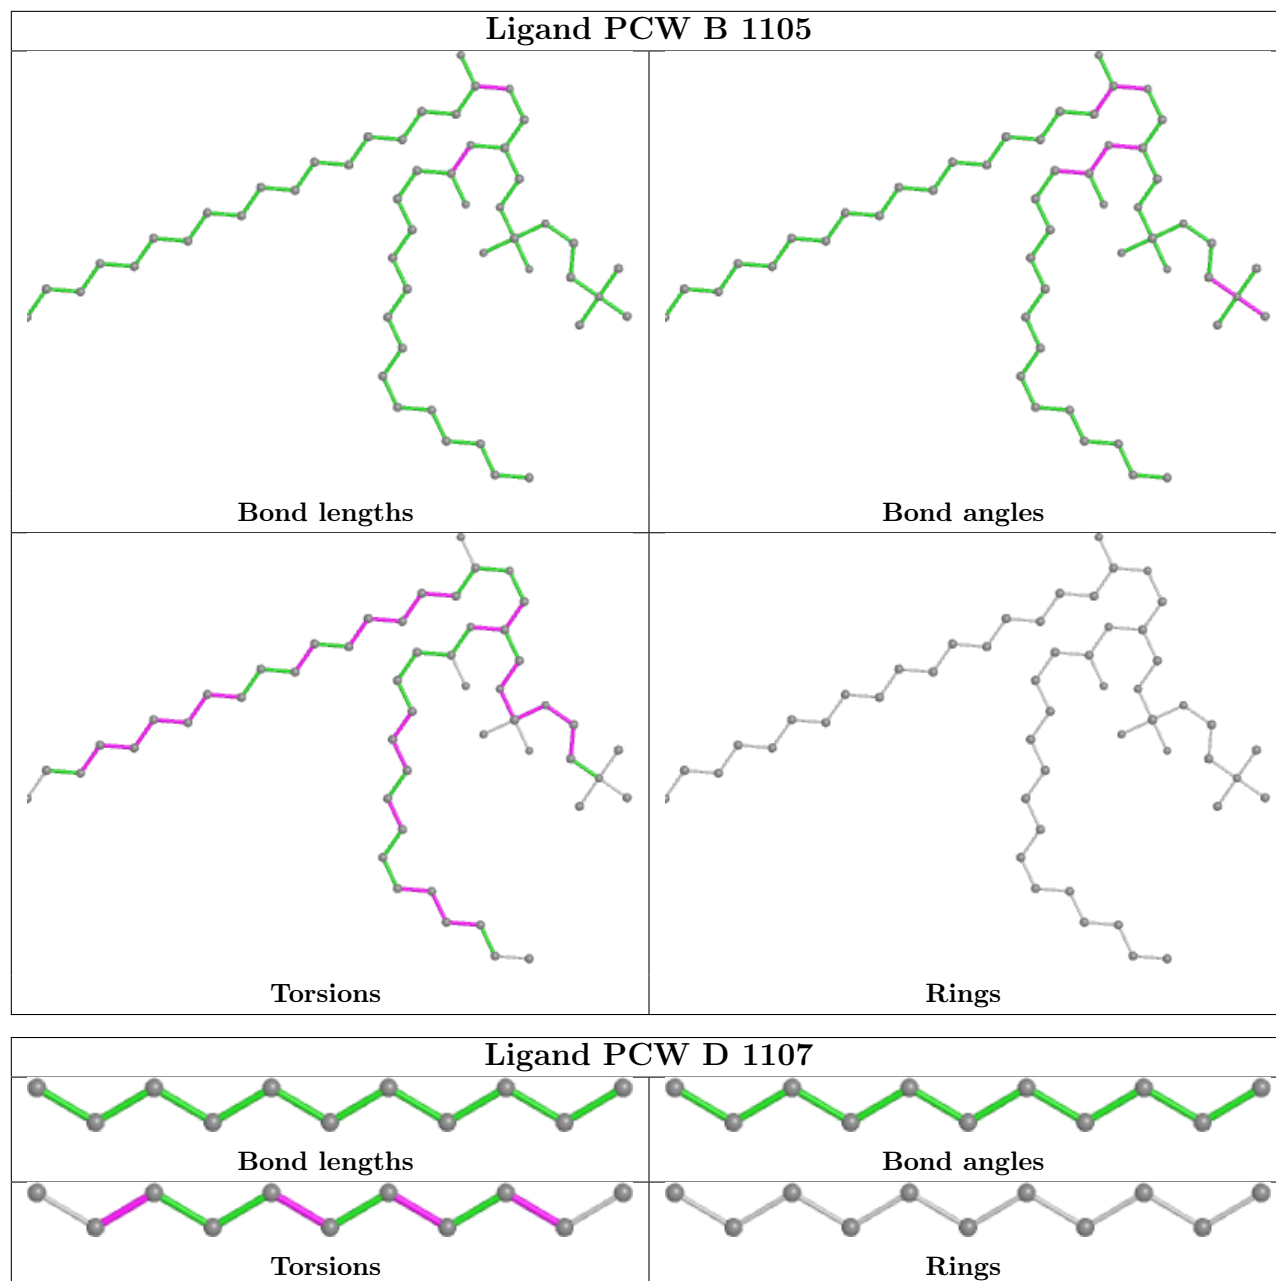 Ligand PCW B 1105
Bond lengths
Bond angles
Torsions
Rings
Ligand PCW D 1107
Bond lengths
Bond angles
Torsions
Rings